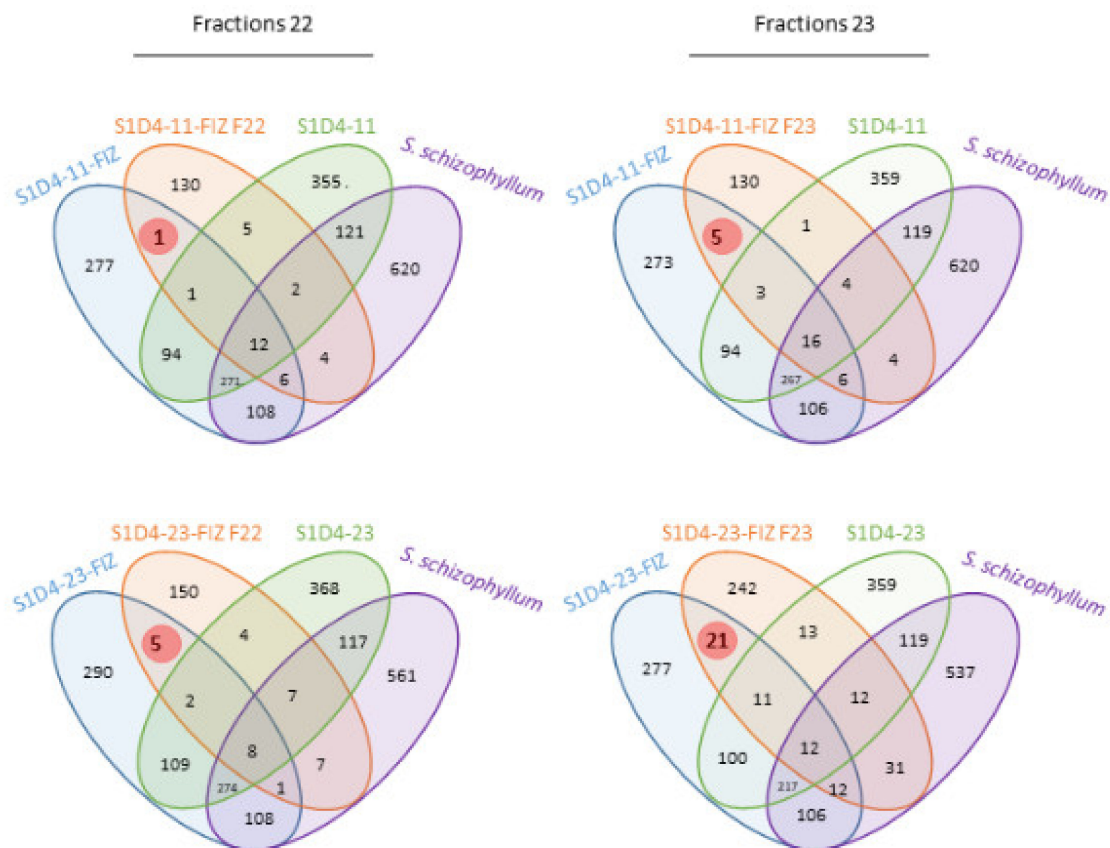 Fractions 22
Fractions 23
S1D4-11-FIZ F22 S1D4-11
S1D4-11-FIZ
S. schizophyllum
130 355.
1 5 121
277 620
1 2
12
94 4
271 6
108
S1D4-11-FIZ F23 S1D4-11
S1D4-11-FIZ
S. schizophyllum
130 359
5 1 119
273 620
3 4
16
94 4
267 6
106
S1D4-23-FIZ F22 S1D4-23
S1D4-23-FIZ
S. schizophyllum
150 368
5 4 117
290 561
2 7
8
109 7
274 1
108
S1D4-23-FIZ F23 S1D4-23
S1D4-23-FIZ
S. schizophyllum
242 359
21 13 119
277 537
11 12
12
100 31
217 12
106